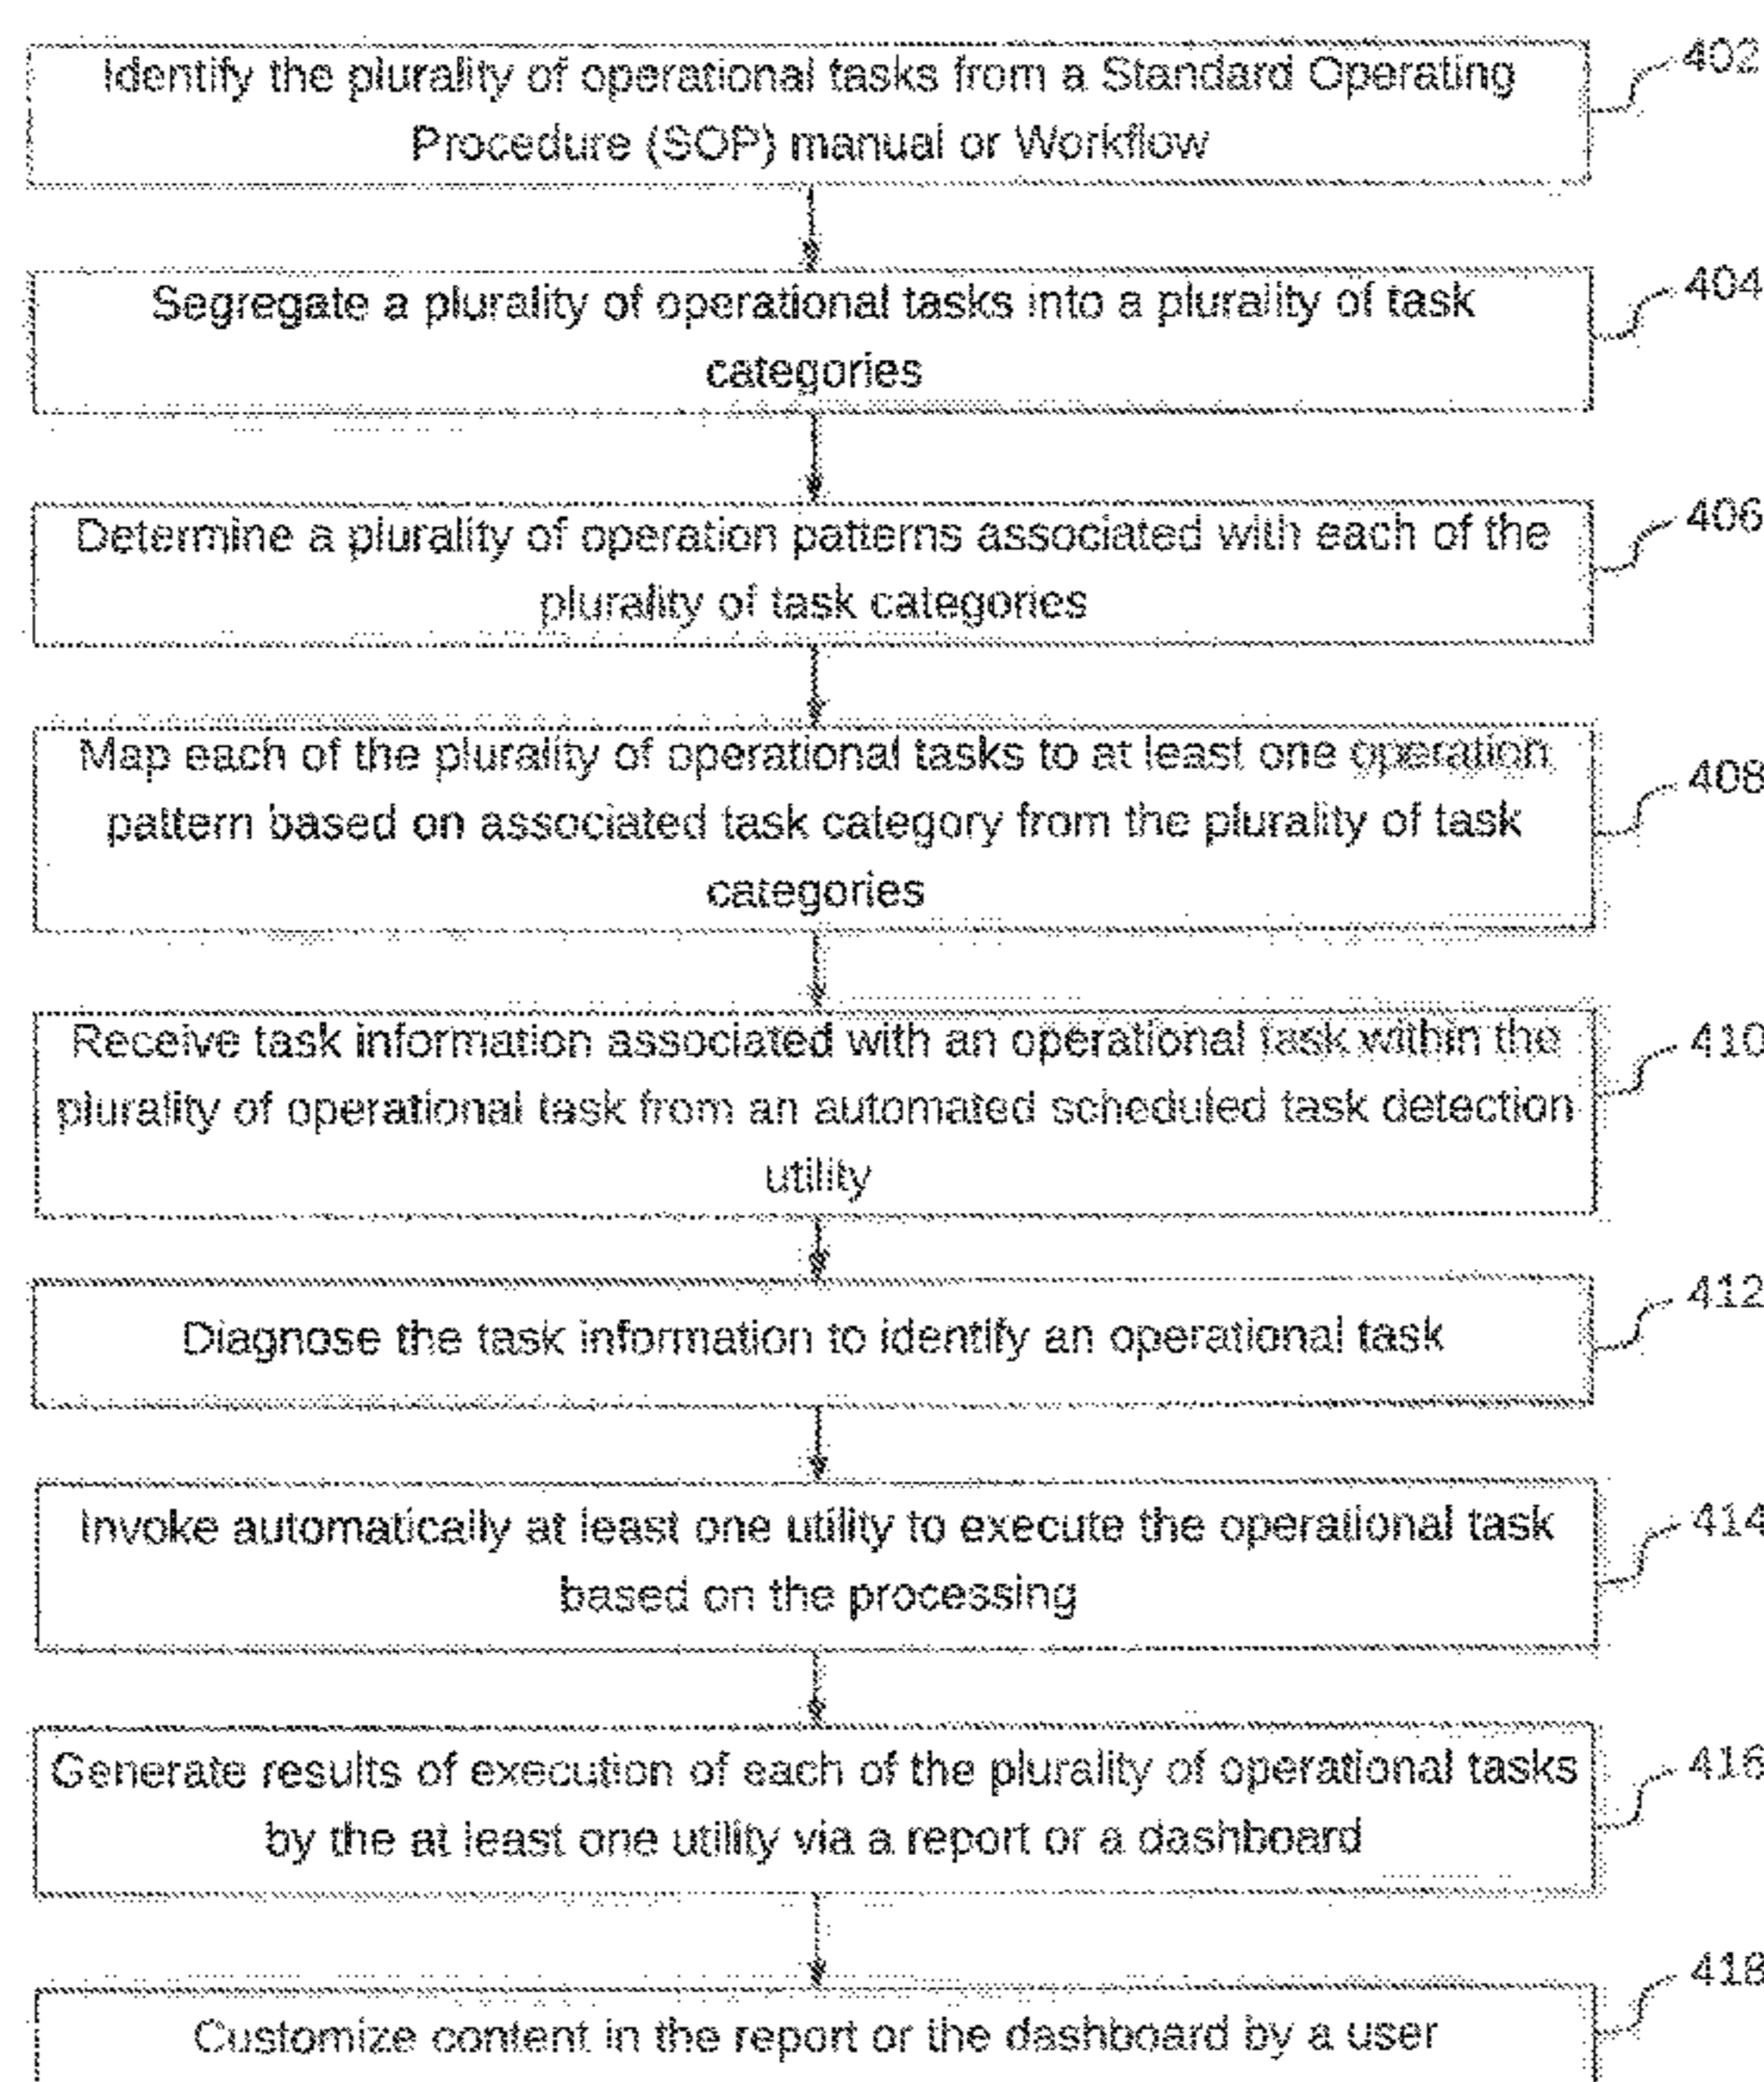 Identify the plurality of operational tasks from a Standard Operating
Procedure (SOP) manual or Workflow
402
Segregate a plurality of operational tasks into a plurality of task
categories
404
Determine a plurality of operation patterns associated with each of the
plurality of task categories
406
Map each of the plurality of operational tasks to at least one operation
pattern based on associated task category from the plurality of task
categories
408
Receive task information associated with an operational task within the
plurality of operational task from an automated scheduled task detection
utility
410
Diagnose the task information to identify an operational task
412
Invoke automatically at least one utility to execute the operational task
based on the processing
414
Generate results of execution of each of the plurality of operational tasks
by the at least one utility via a report or a dashboard
416
Customize content in the report or the dashboard by a user
418